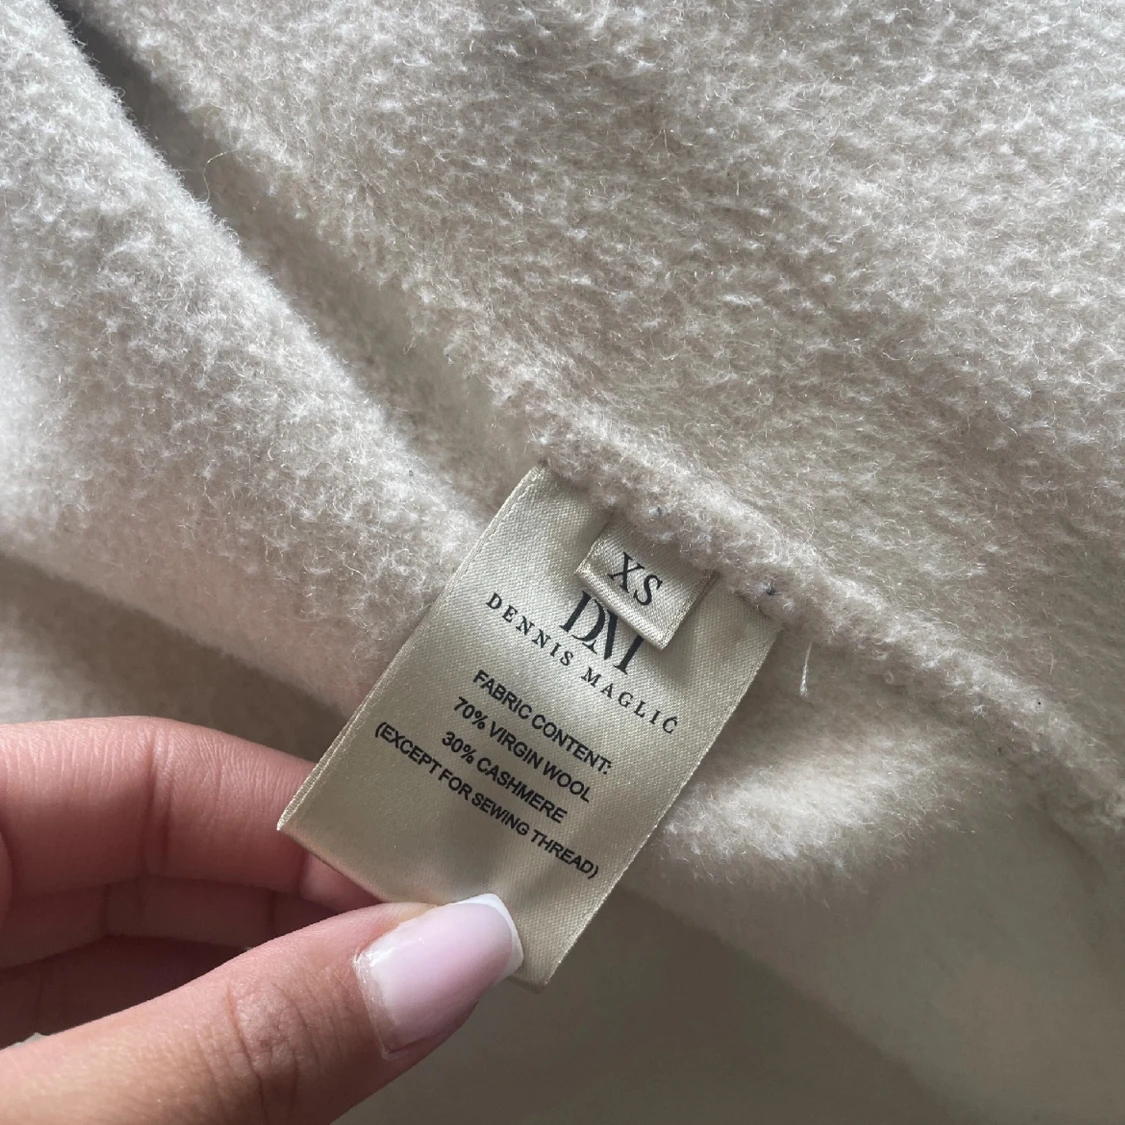 XS
DM
DENNIS MAGLIĆ
FABRIC CONTENT:
70% VIRGIN WOOL
30% CASHMERE
(EXCEPT FOR SEWING THREAD)